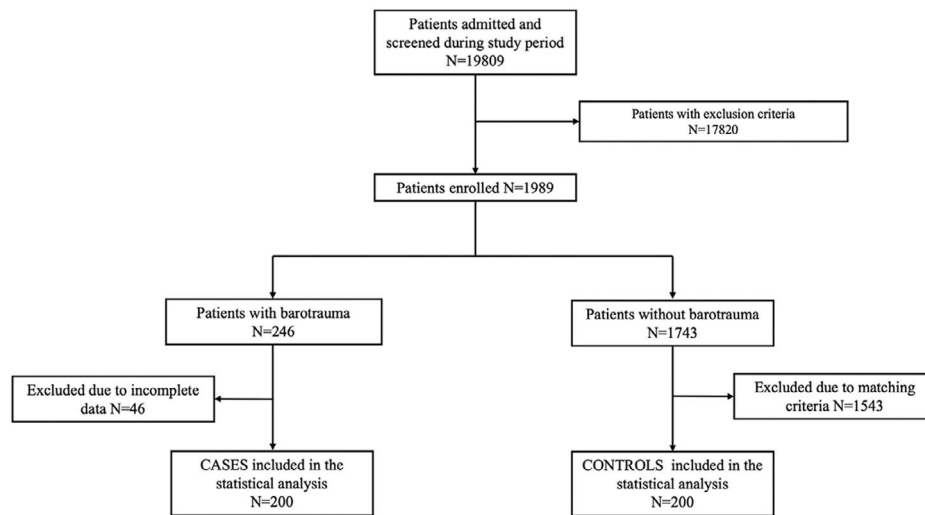 Patients admitted and
screened during study period
N=19809
Patients with exclusion criteria
N=17820
Patients enrolled N=1989
Patients with barotrauma
N=246
Patients without barotrauma
N=1743
Excluded due to incomplete
data N=46
Excluded due to matching
criteria N=1543
CASES included in the
statistical analysis
N=200
CONTROLS included in the
statistical analysis
N=200